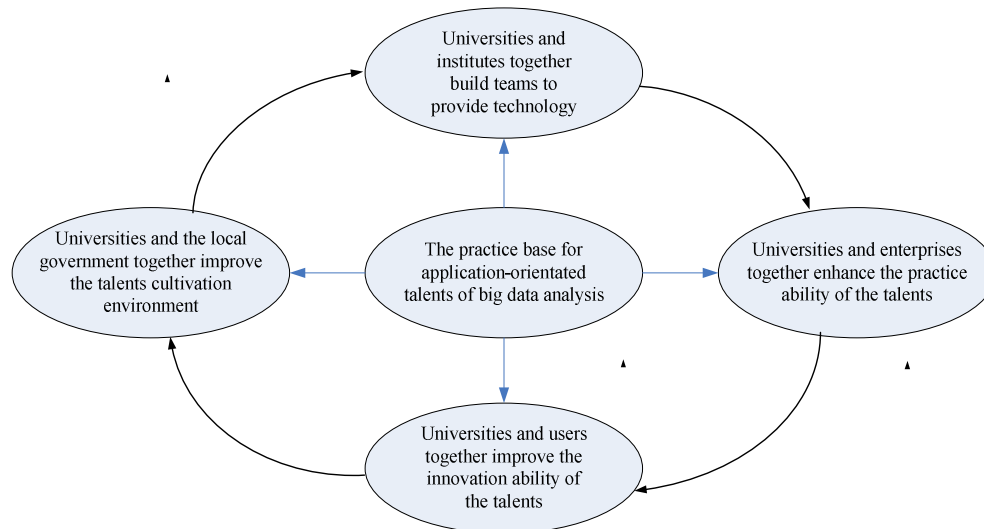 Universities and
institutes together
build teams to
provide technology
Universities and the local
government together improve
the talents cultivation
environment
The practice base for
application-orientated
talents of big data analysis
Universities and enterprises
together enhance the practice
ability of the talents
Universities and users
together improve the
innovation ability of
the talents